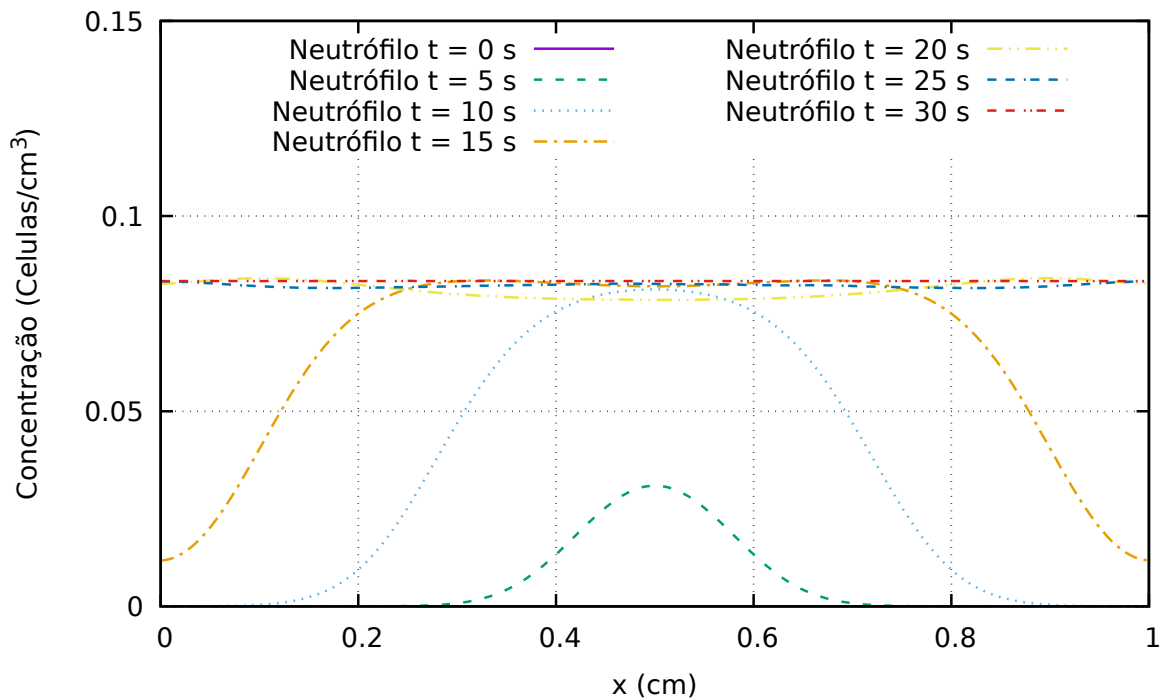 0.15
Neutrófilo t = 0 s
Neutrófilo t = 5 s
Neutrófilo t = 10 s
Neutrófilo t = 15 s
Neutrófilo t = 20 s
Neutrófilo t = 25 s
Neutrófilo t = 30 s
0.1
0.05
0
Concentração (Celulas/cm³)
0 0.2 0.4 0.6 0.8 1
x (cm)